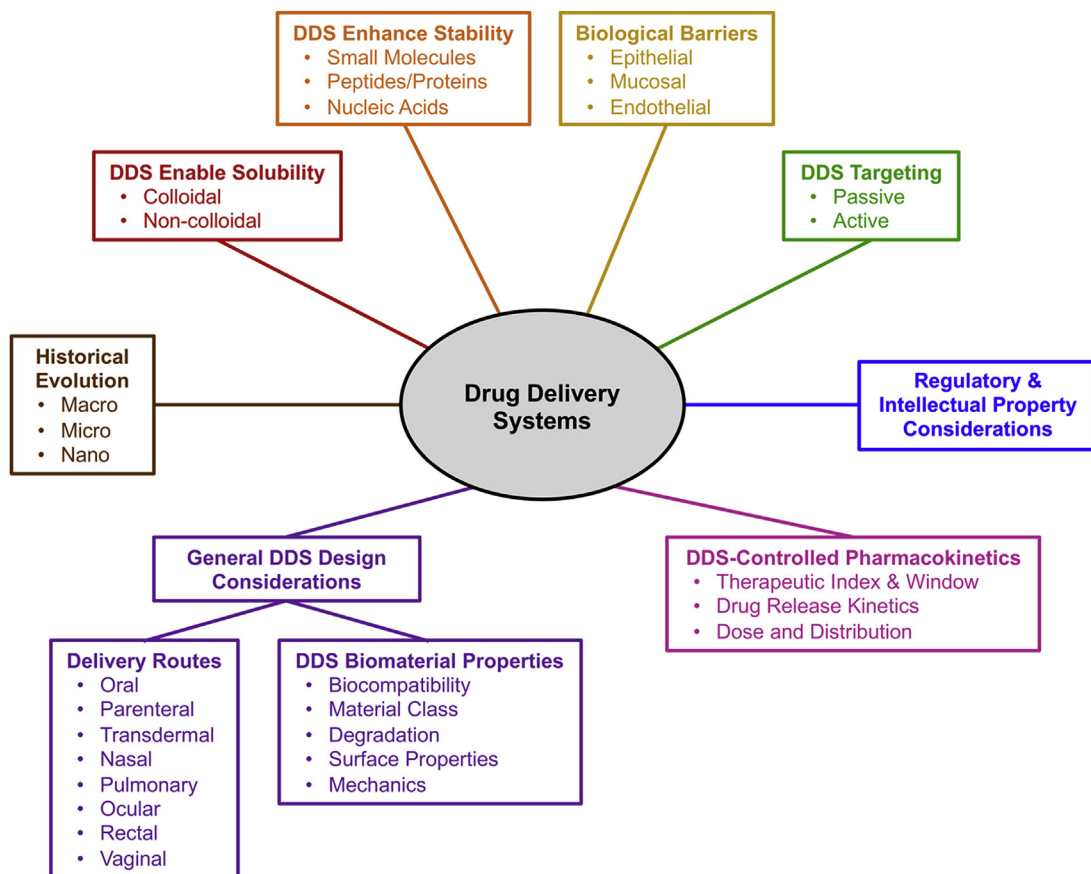 DDS Enhance Stability
• Small Molecules
• Peptides/Proteins
• Nucleic Acids
Biological Barriers
• Epithelial
• Mucosal
• Endothelial
DDS Enable Solubility
• Colloidal
• Non-colloidal
DDS Targeting
• Passive
• Active
Historical
Evolution
• Macro
• Micro
• Nano
Drug Delivery
Systems
Regulatory &
Intellectual Property
Considerations
General DDS Design
Considerations
DDS-Controlled Pharmacokinetics
• Therapeutic Index & Window
• Drug Release Kinetics
• Dose and Distribution
Delivery Routes
• Oral
• Parenteral
• Transdermal
• Nasal
• Pulmonary
• Ocular
• Rectal
• Vaginal
DDS Biomaterial Properties
• Biocompatibility
• Material Class
• Degradation
• Surface Properties
• Mechanics